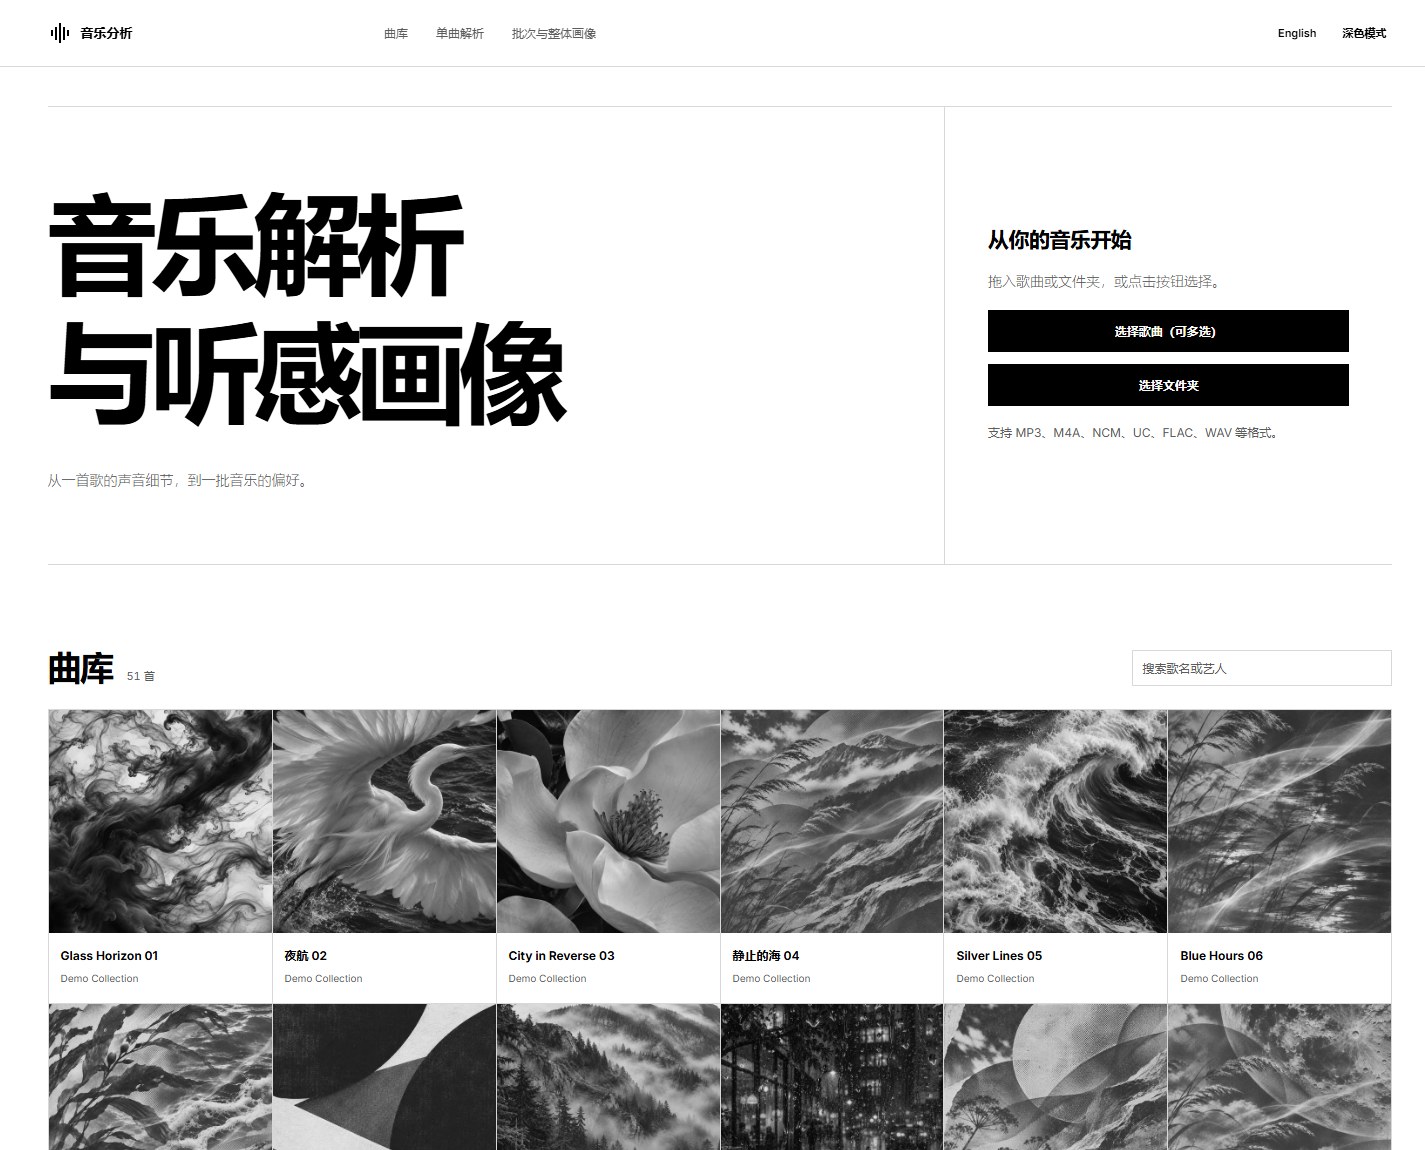 音乐分析
曲库
单曲解析
批次与整体画像
English
深色模式
音乐解析
与听感画像
从一首歌的声音细节，到一批音乐的偏好。
从你的音乐开始
拖入歌曲或文件夹，或点击按钮选择。
选择歌曲（可多选）
选择文件夹
支持 MP3、M4A、NCM、UC、FLAC、WAV 等格式。
曲库
51 首
搜索歌名或艺人
Glass Horizon 01
Demo Collection
夜航 02
Demo Collection
City in Reverse 03
Demo Collection
静止的海 04
Demo Collection
Silver Lines 05
Demo Collection
Blue Hours 06
Demo Collection